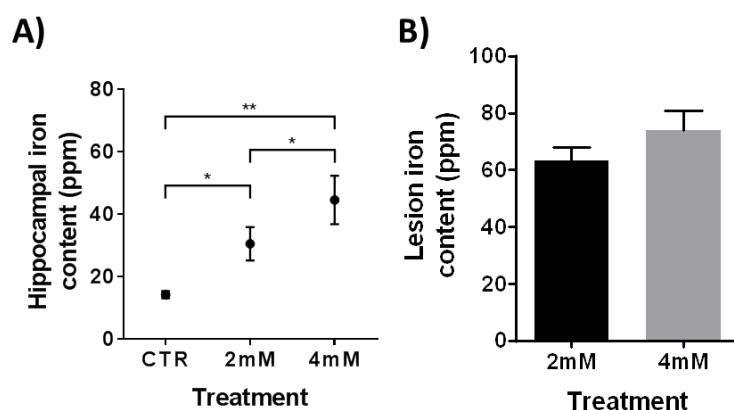 A)
Hippocampal iron
content (ppm)
80
60
40
20
0
**
*
*
CTR
2mM
4mM
Treatment
B)
Lesion iron
content (ppm)
100
80
60
40
20
0
2mM
4mM
Treatment